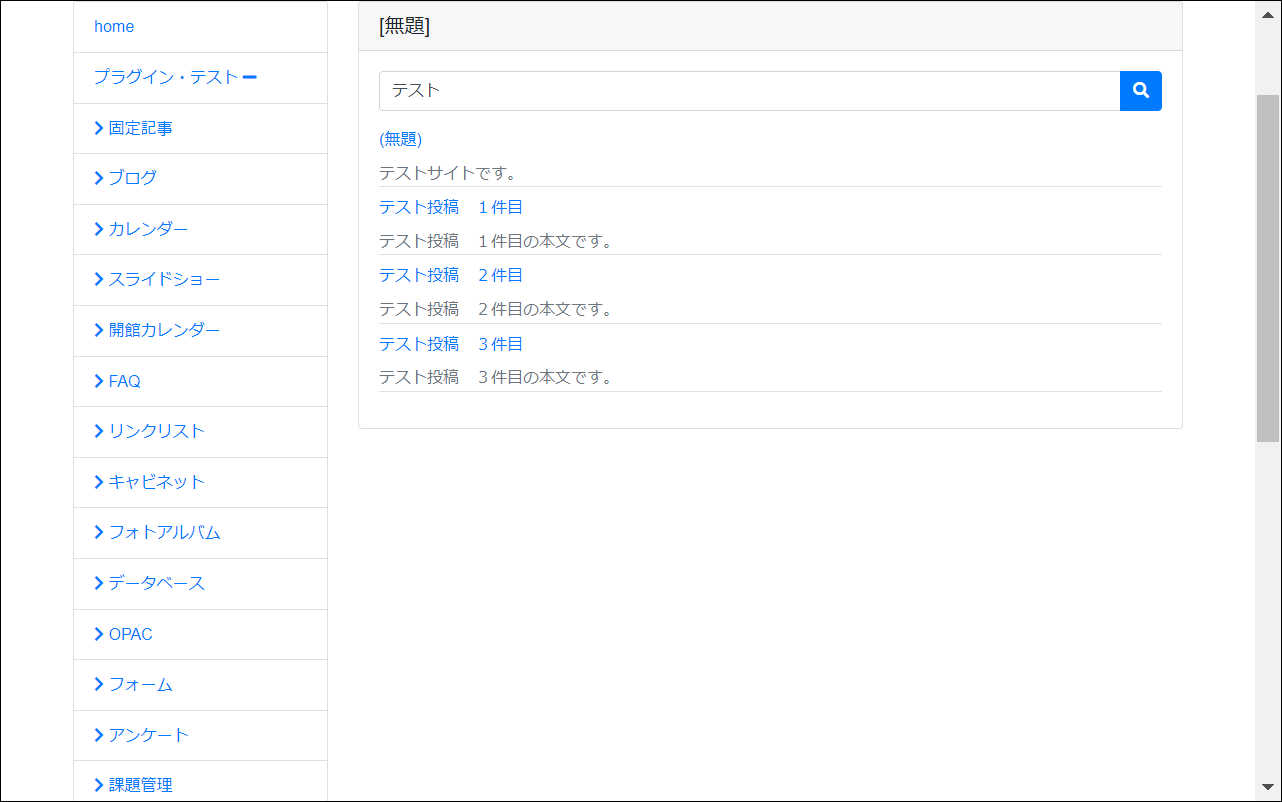 home
プラグイン・テスト
固定記事
ブログ
カレンダー
スライドショー
開館カレンダー
FAQ
リンクリスト
キャビネット
フォトアルバム
データベース
OPAC
フォーム
アンケート
課題管理
[無題]
テスト
(無題)
テストサイトです。
テスト投稿　１件目
テスト投稿　１件目の本文です。
テスト投稿　２件目
テスト投稿　２件目の本文です。
テスト投稿　３件目
テスト投稿　３件目の本文です。